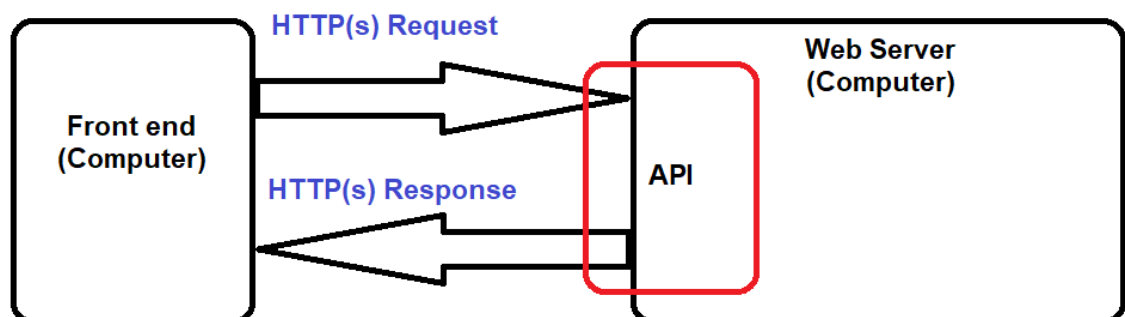 HTTP(s) Request
Web Server
(Computer)
Front end
(Computer)
API
HTTP(s) Response